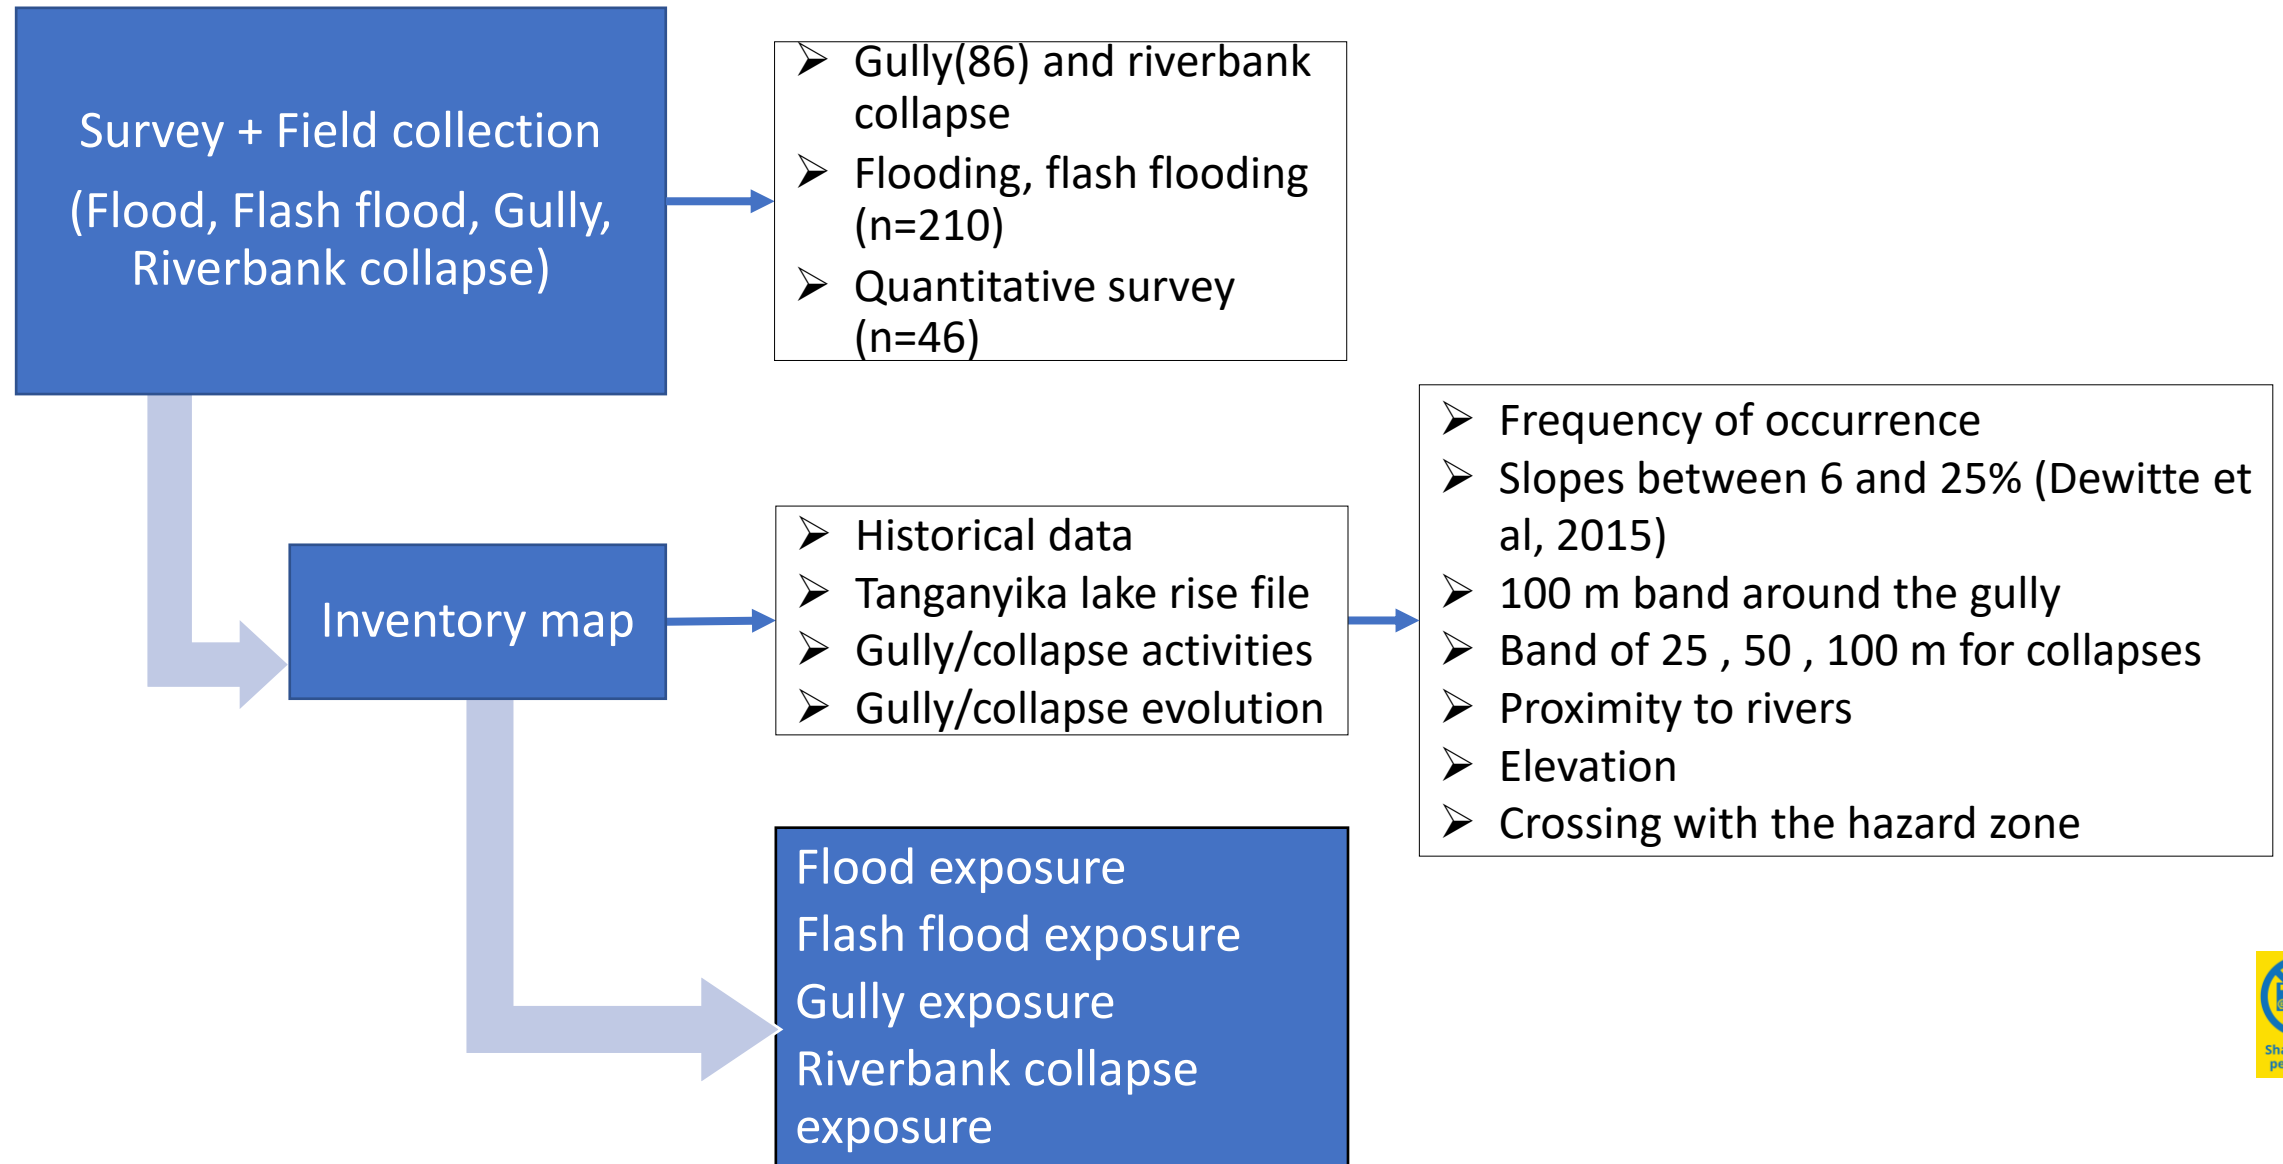 Survey + Field collection
(Flood, Flash flood, Gully,
Riverbank collapse)
➢ Gully(86) and riverbank
collapse
➢ Flooding, flash flooding
(n=210)
➢ Quantitative survey
(n=46)
Inventory map
➢ Historical data
➢ Tanganyika lake rise file
➢ Gully/collapse activities
➢ Gully/collapse evolution
➢ Frequency of occurrence
➢ Slopes between 6 and 25% (Dewitte et
al, 2015)
➢ 100 m band around the gully
➢ Band of 25 , 50 , 100 m for collapses
➢ Proximity to rivers
➢ Elevation
➢ Crossing with the hazard zone
Flood exposure
Flash flood exposure
Gully exposure
Riverbank collapse
exposure